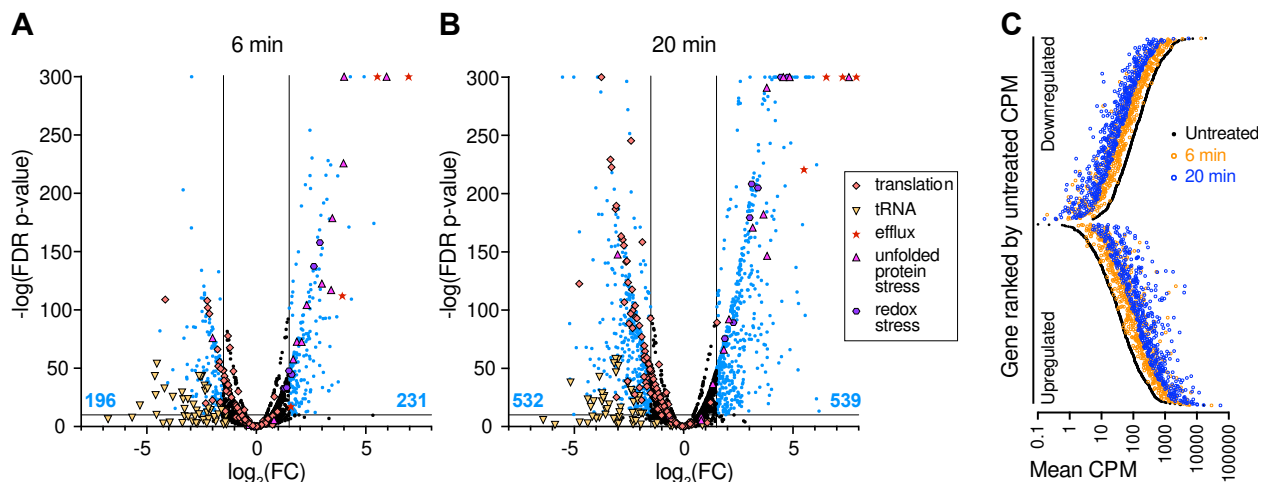 A
6 min
-log(FDR p-value)
300
250
200
150
100
50
0
196
231
-5
0
5
log₂(FC)
B
20 min
-log(FDR p-value)
300
250
200
150
100
50
0
532
539
-5
0
5
log₂(FC)
translation
tRNA
efflux
unfolded
protein
stress
redox
stress
C
Gene ranked by untreated CPM
Downregulated
Upregulated
Untreated
6 min
20 min
0.1
1
10
100
1000
10000
100000
Mean CPM